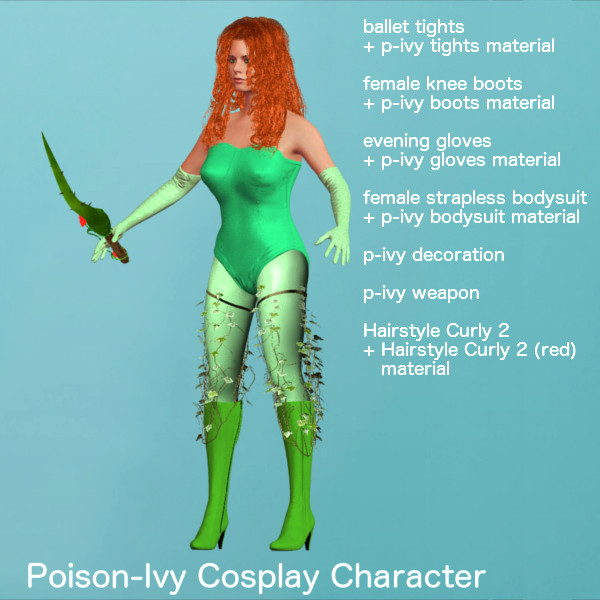 ballet tights
+ p-ivy tights material
female knee boots
+ p-ivy boots material
evening gloves
+ p-ivy gloves material
female strapless bodysuit
+ p-ivy bodysuit material
p-ivy decoration
p-ivy weapon
Hairstyle Curly 2
+ Hairstyle Curly 2 (red)
material
Poison-Ivy Cosplay Character